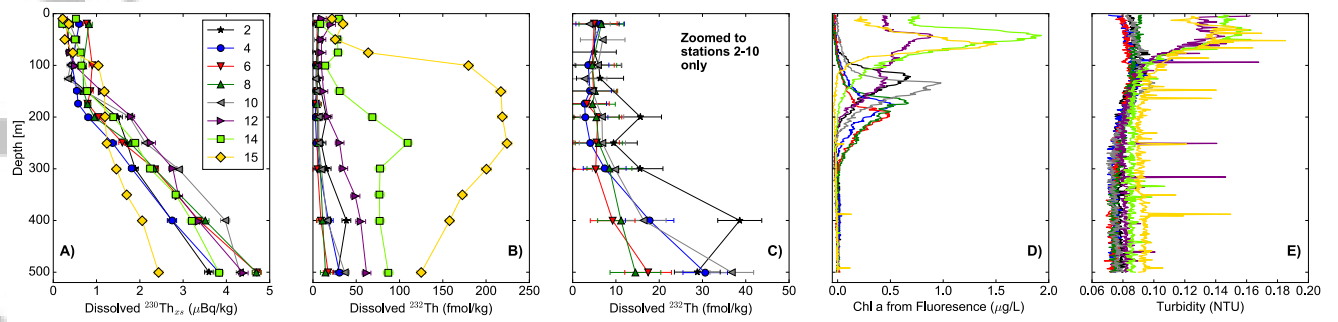 0
100
200
300
400
500
Depth [m]
2
4
6
8
10
12
14
15
A)
0 1 2 3 4 5
Dissolved ²³⁰Thₓₛ (μBq/kg)
B)
0 50 100 150 200 250
Dissolved ²³²Th (fmol/kg)
Zoomed to
stations 2-10
only
C)
0 10 20 30 40 50
Dissolved ²³²Th (fmol/kg)
D)
0.0 0.5 1.0 1.5 2.0
Chl a from Fluoresence (μg/L)
E)
0.06 0.08 0.10 0.12 0.14 0.16 0.18 0.20
Turbidity (NTU)